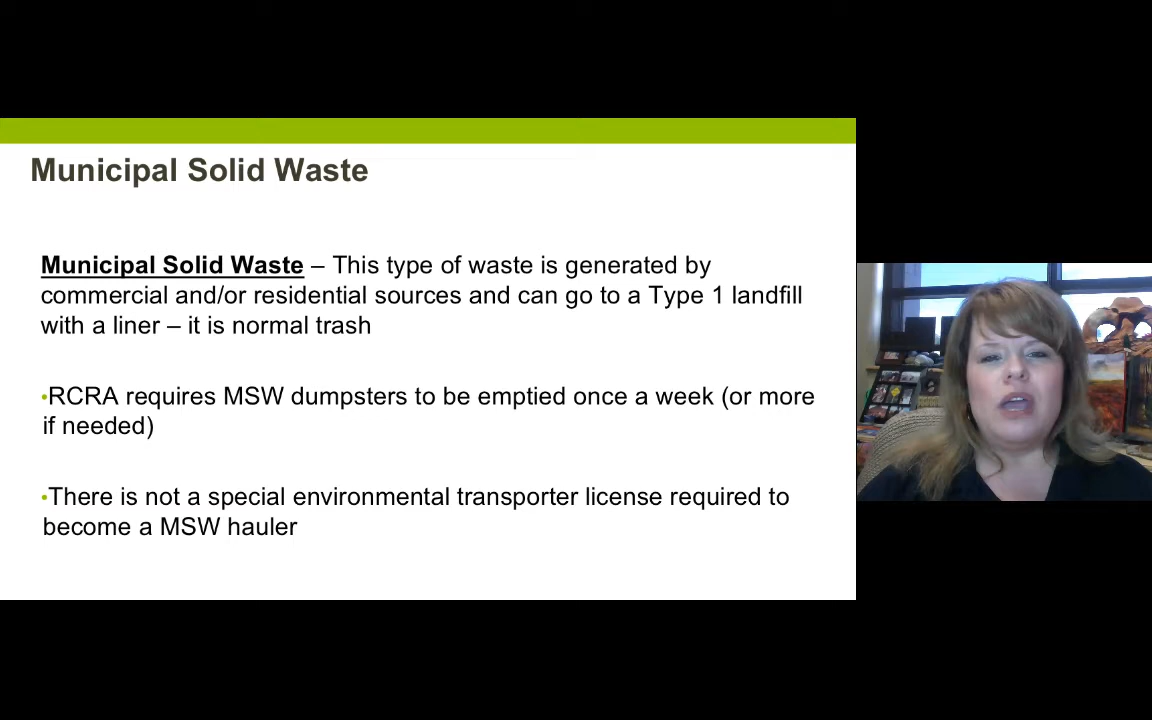 Municipal Solid Waste
Municipal Solid Waste – This type of waste is generated by
commercial and/or residential sources and can go to a Type 1 landfill
with a liner – it is normal trash
•RCRA requires MSW dumpsters to be emptied once a week (or more
if needed)
•There is not a special environmental transporter license required to
become a MSW hauler